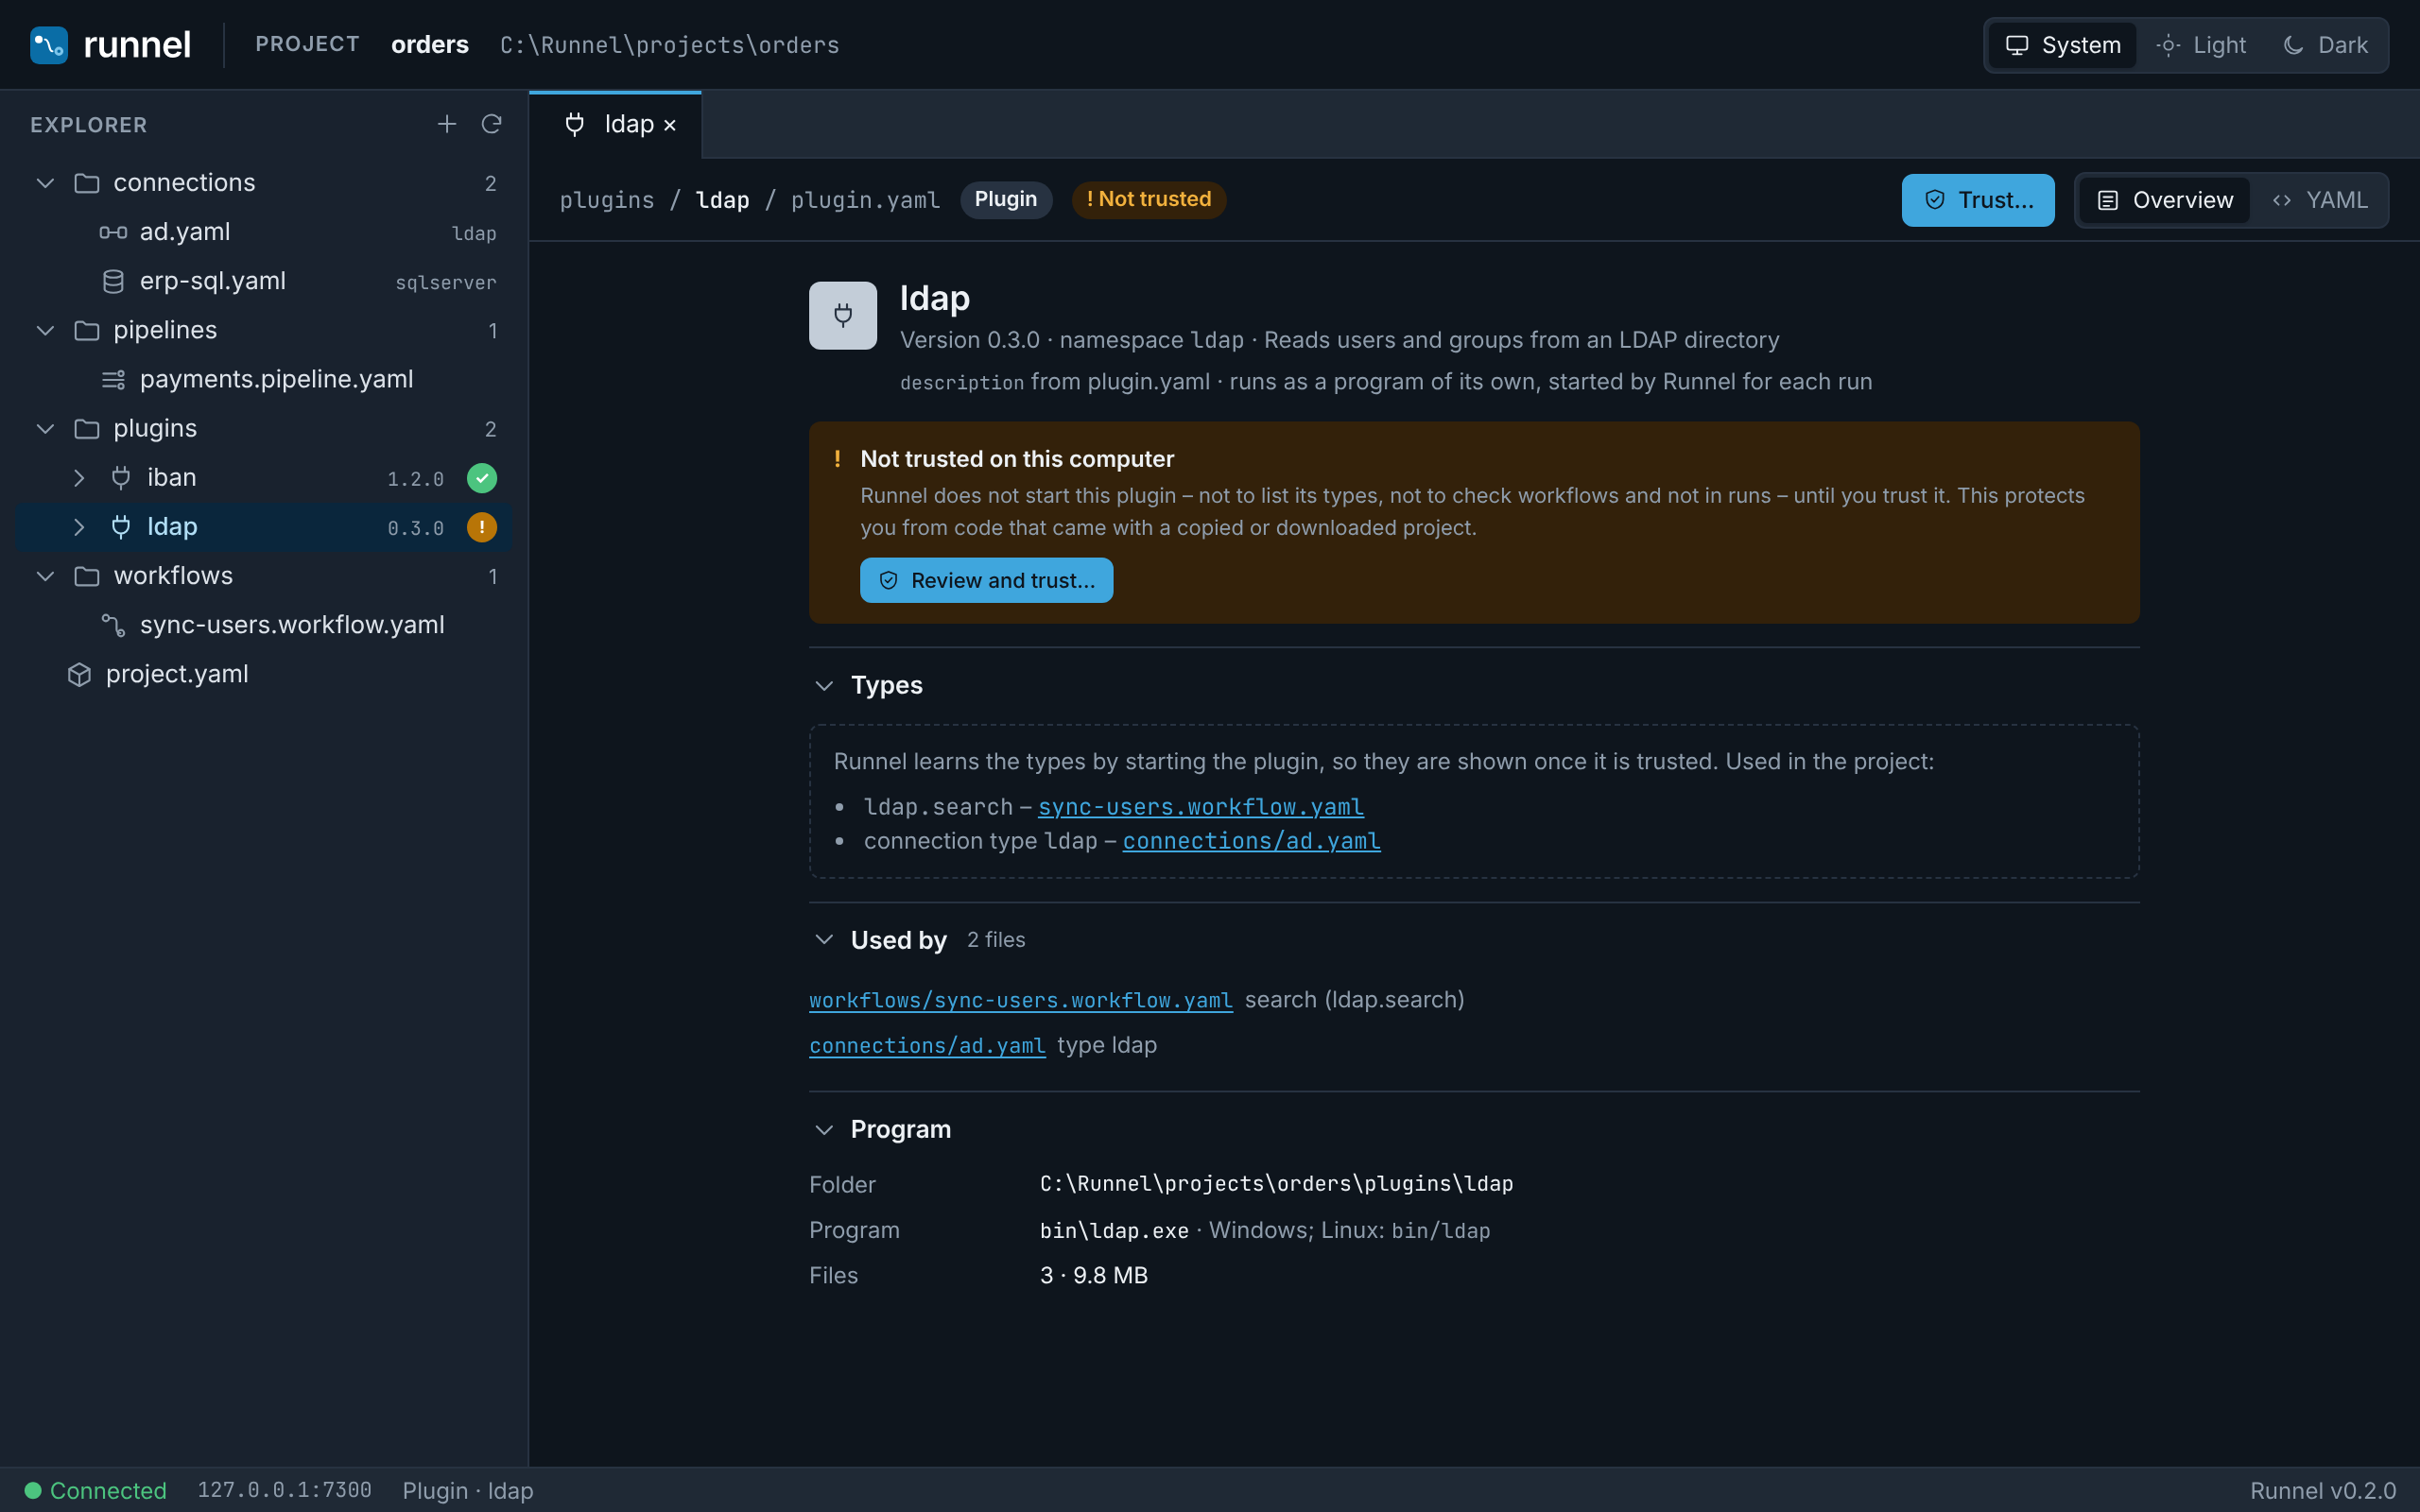 runnel
PROJECT orders C:\Runnel\projects\orders
System Light Dark
EXPLORER
connections 2
ad.yaml ldap
erp-sql.yaml sqlserver
pipelines 1
payments.pipeline.yaml
plugins 2
iban 1.2.0
ldap 0.3.0 !
workflows 1
sync-users.workflow.yaml
project.yaml
ldap ×
plugins / ldap / plugin.yaml Plugin ! Not trusted
Trust... Overview YAML
ldap
Version 0.3.0 · namespace ldap · Reads users and groups from an LDAP directory
description from plugin.yaml · runs as a program of its own, started by Runnel for each run
! Not trusted on this computer
Runnel does not start this plugin – not to list its types, not to check workflows and not in runs – until you trust it. This protects
you from code that came with a copied or downloaded project.
Review and trust...
Types
Runnel learns the types by starting the plugin, so they are shown once it is trusted. Used in the project:
• ldap.search – sync-users.workflow.yaml
• connection type ldap – connections/ad.yaml
Used by 2 files
workflows/sync-users.workflow.yaml search (ldap.search)
connections/ad.yaml type ldap
Program
Folder C:\Runnel\projects\orders\plugins\ldap
Program bin\ldap.exe · Windows; Linux: bin/ldap
Files 3 · 9.8 MB
Connected 127.0.0.1:7300 Plugin · ldap
Runnel v0.2.0